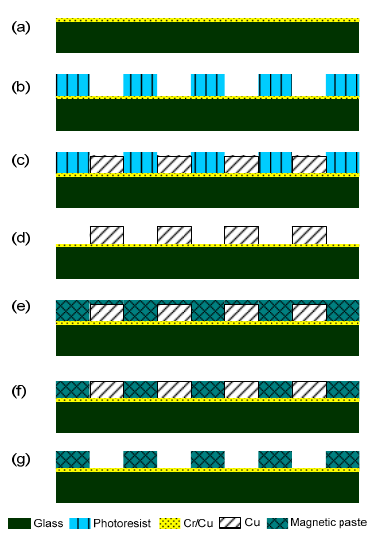 (a)
(b)
(c)
(d)
(e)
(f)
(g)
Glass Photoresist Cr/Cu Cu Magnetic paste